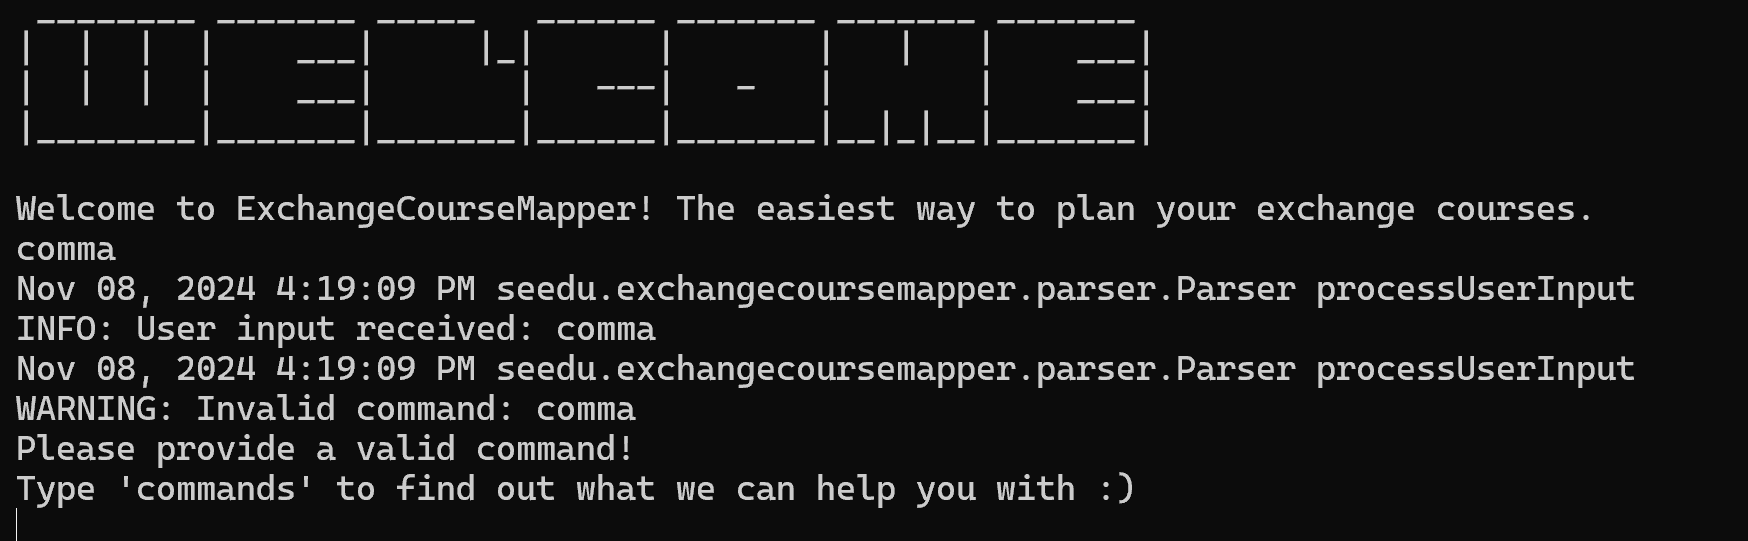 WELCOME
Welcome to ExchangeCourseMapper! The easiest way to plan your exchange courses.
comma
Nov 08, 2024 4:19:09 PM seedu.exchangecoursemapper.parser.Parser processUserInput
INFO: User input received: comma
Nov 08, 2024 4:19:09 PM seedu.exchangecoursemapper.parser.Parser processUserInput
WARNING: Invalid command: comma
Please provide a valid command!
Type 'commands' to find out what we can help you with :)